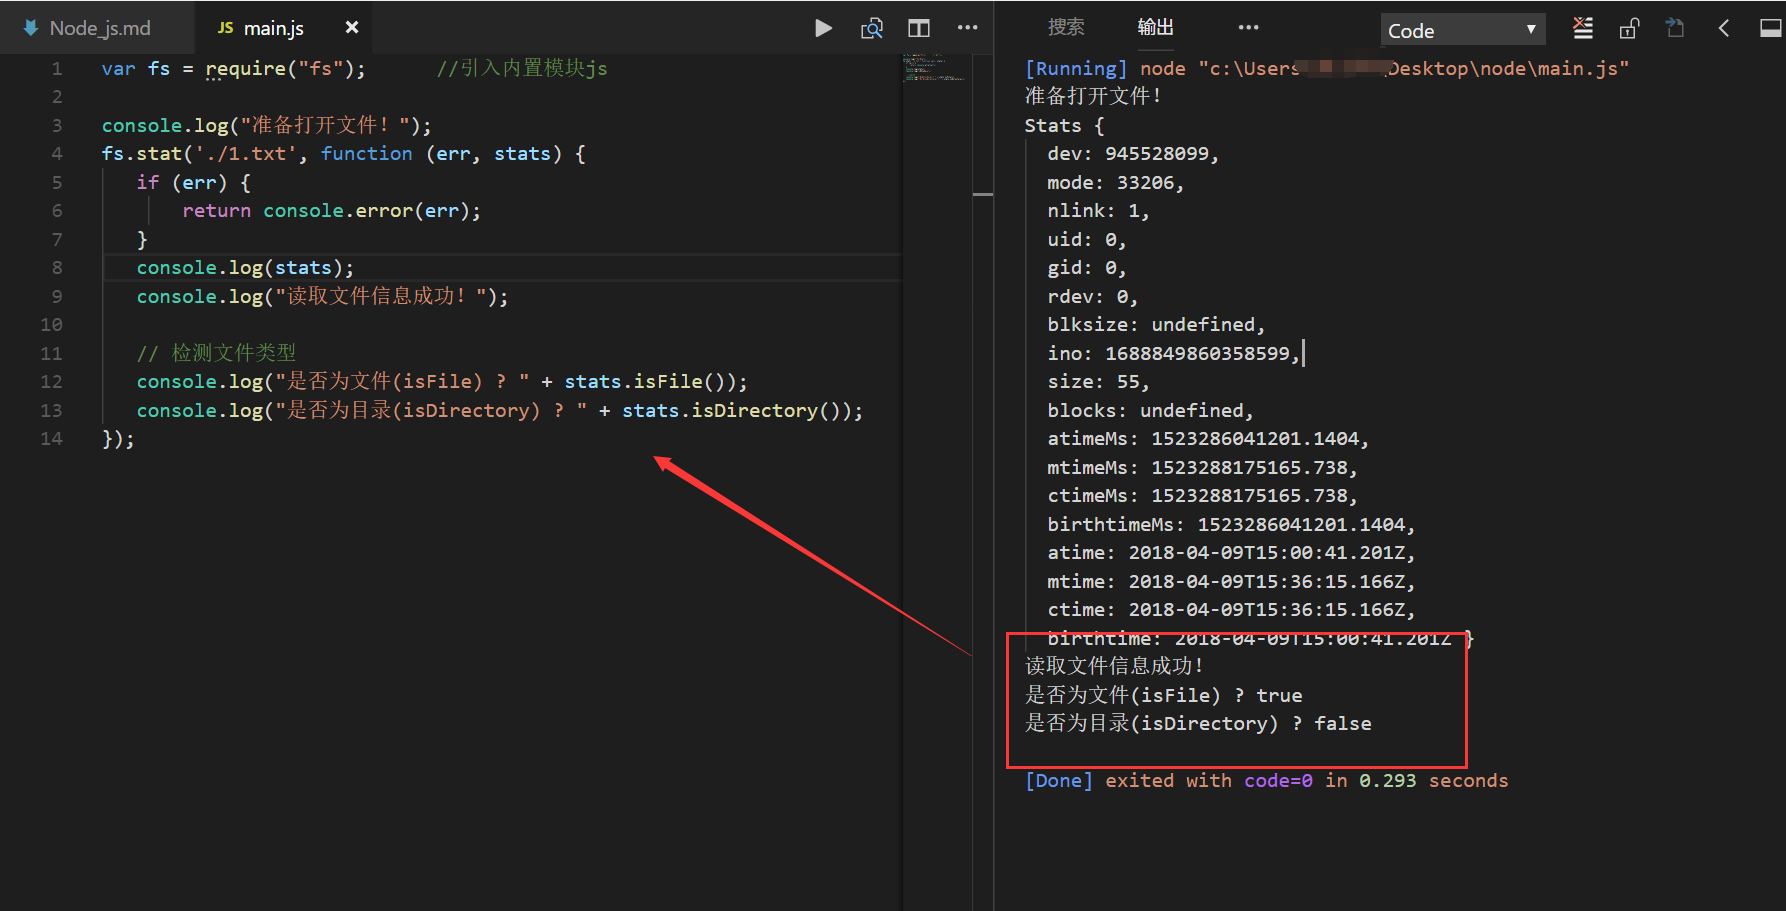 Node_js.md
JS main.js
1 var fs = require("fs"); //引入内置模块js
2
3 console.log("准备打开文件！");
4 fs.stat('./1.txt', function (err, stats) {
5 if (err) {
6 return console.error(err);
7 }
8 console.log(stats);
9 console.log("读取文件信息成功！");
10
11 // 检测文件类型
12 console.log("是否为文件(isFile) ? " + stats.isFile());
13 console.log("是否为目录(isDirectory) ? " + stats.isDirectory());
14 });
搜索 输出 Code
[Running] node "c:\Users Desktop\node\main.js"
准备打开文件！
Stats {
dev: 945528099,
mode: 33206,
nlink: 1,
uid: 0,
gid: 0,
rdev: 0,
blksize: undefined,
ino: 1688849860358599,
size: 55,
blocks: undefined,
atimeMs: 1523286041201.1404,
mtimeMs: 1523288175165.738,
ctimeMs: 1523288175165.738,
birthtimeMs: 1523286041201.1404,
atime: 2018-04-09T15:00:41.201Z,
mtime: 2018-04-09T15:36:15.166Z,
ctime: 2018-04-09T15:36:15.166Z,
birthtime: 2018-04-09T15:00:41.201Z }
读取文件信息成功！
是否为文件(isFile) ? true
是否为目录(isDirectory) ? false
[Done] exited with code=0 in 0.293 seconds